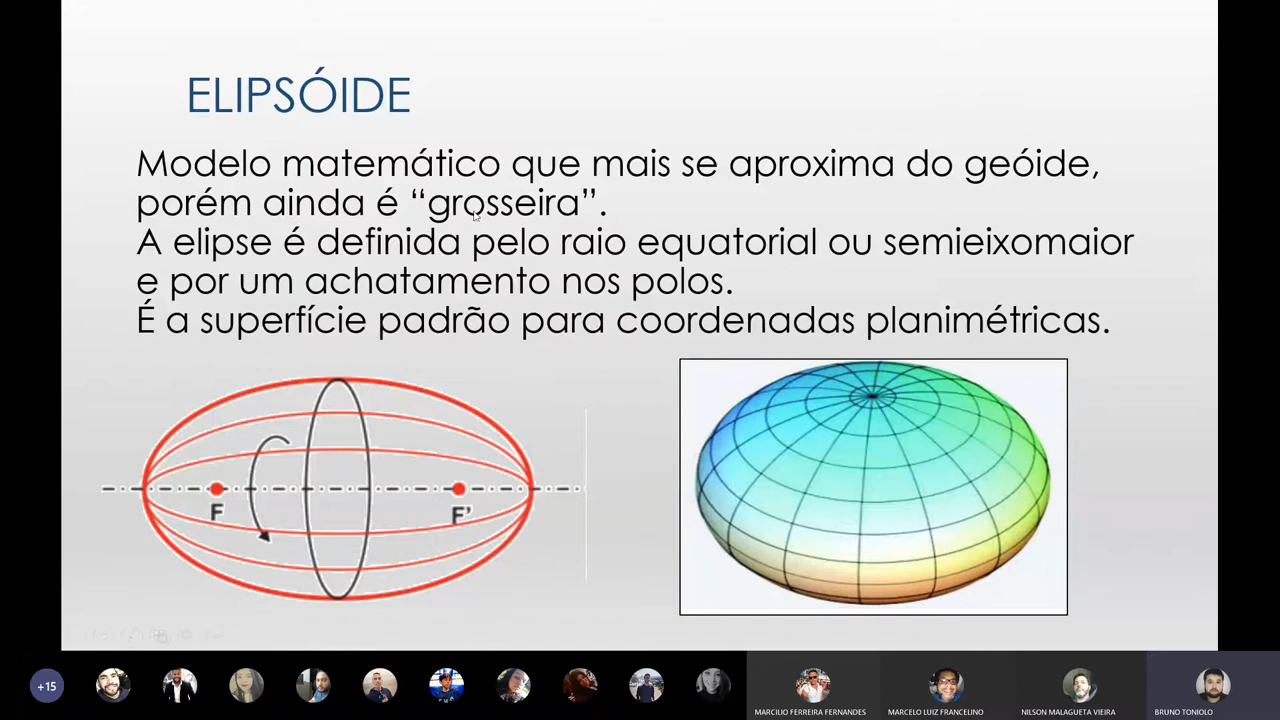 ELIPSÓIDE
Modelo matemático que mais se aproxima do geóide,
porém ainda é “grosseira”.
A elipse é definida pelo raio equatorial ou semieixomaior
e por um achatamento nos polos.
É a superfície padrão para coordenadas planimétricas.
F
F’
+15
MARCILIO FERREIRA FERNANDES
MARCELO LUIZ FRANCELINO
NILSON MALAGUETA VIEIRA
BRUNO TONIOLO